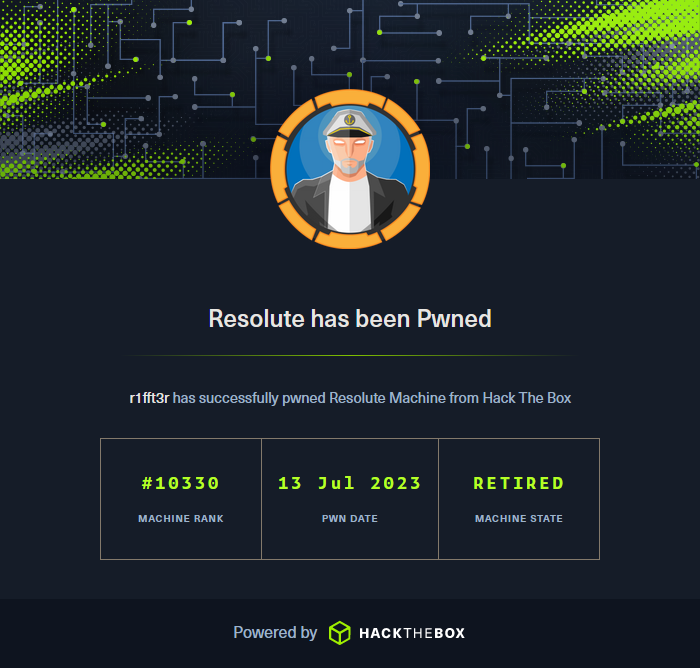 Resolute has been Pwned
r1fft3r has successfully pwned Resolute Machine from Hack The Box
#10330
MACHINE RANK
13 Jul 2023
PWN DATE
RETIRED
MACHINE STATE
Powered by HACKTHEBOX